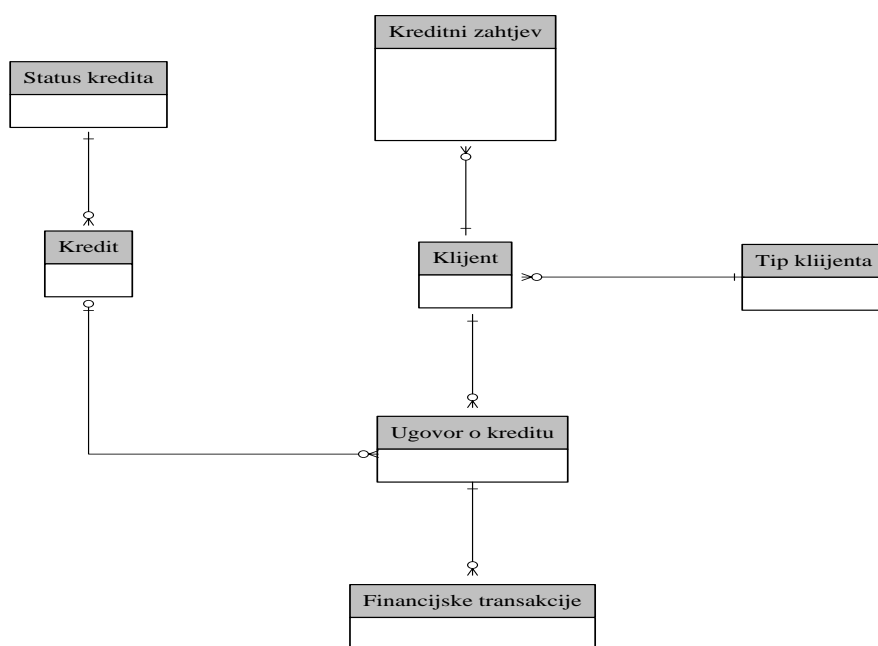 Kreditni zahtjev
Status kredita
Kredit
Klijent
Tip kliijenta
Ugovor o kreditu
Financijske transakcije